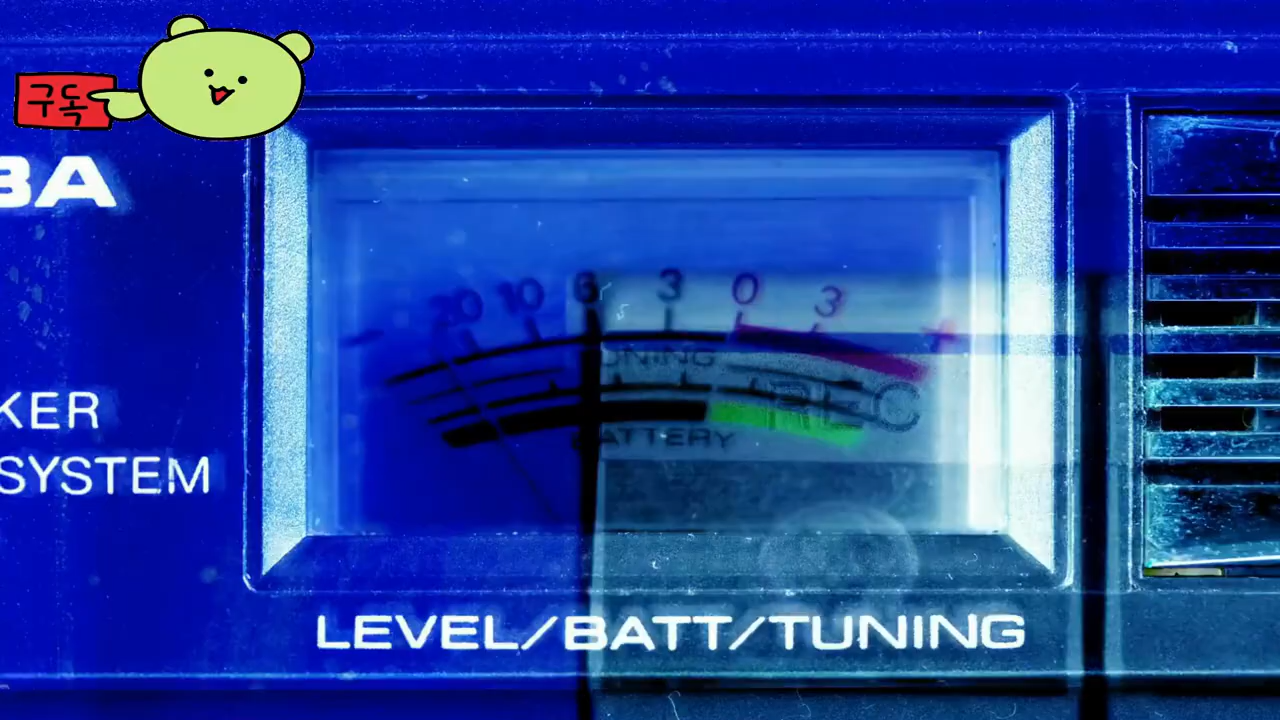 구독
BA
20 10 6 3 0 3 +
TUNING
REC
BATTERY
KER
SYSTEM
LEVEL/BATT/TUNING